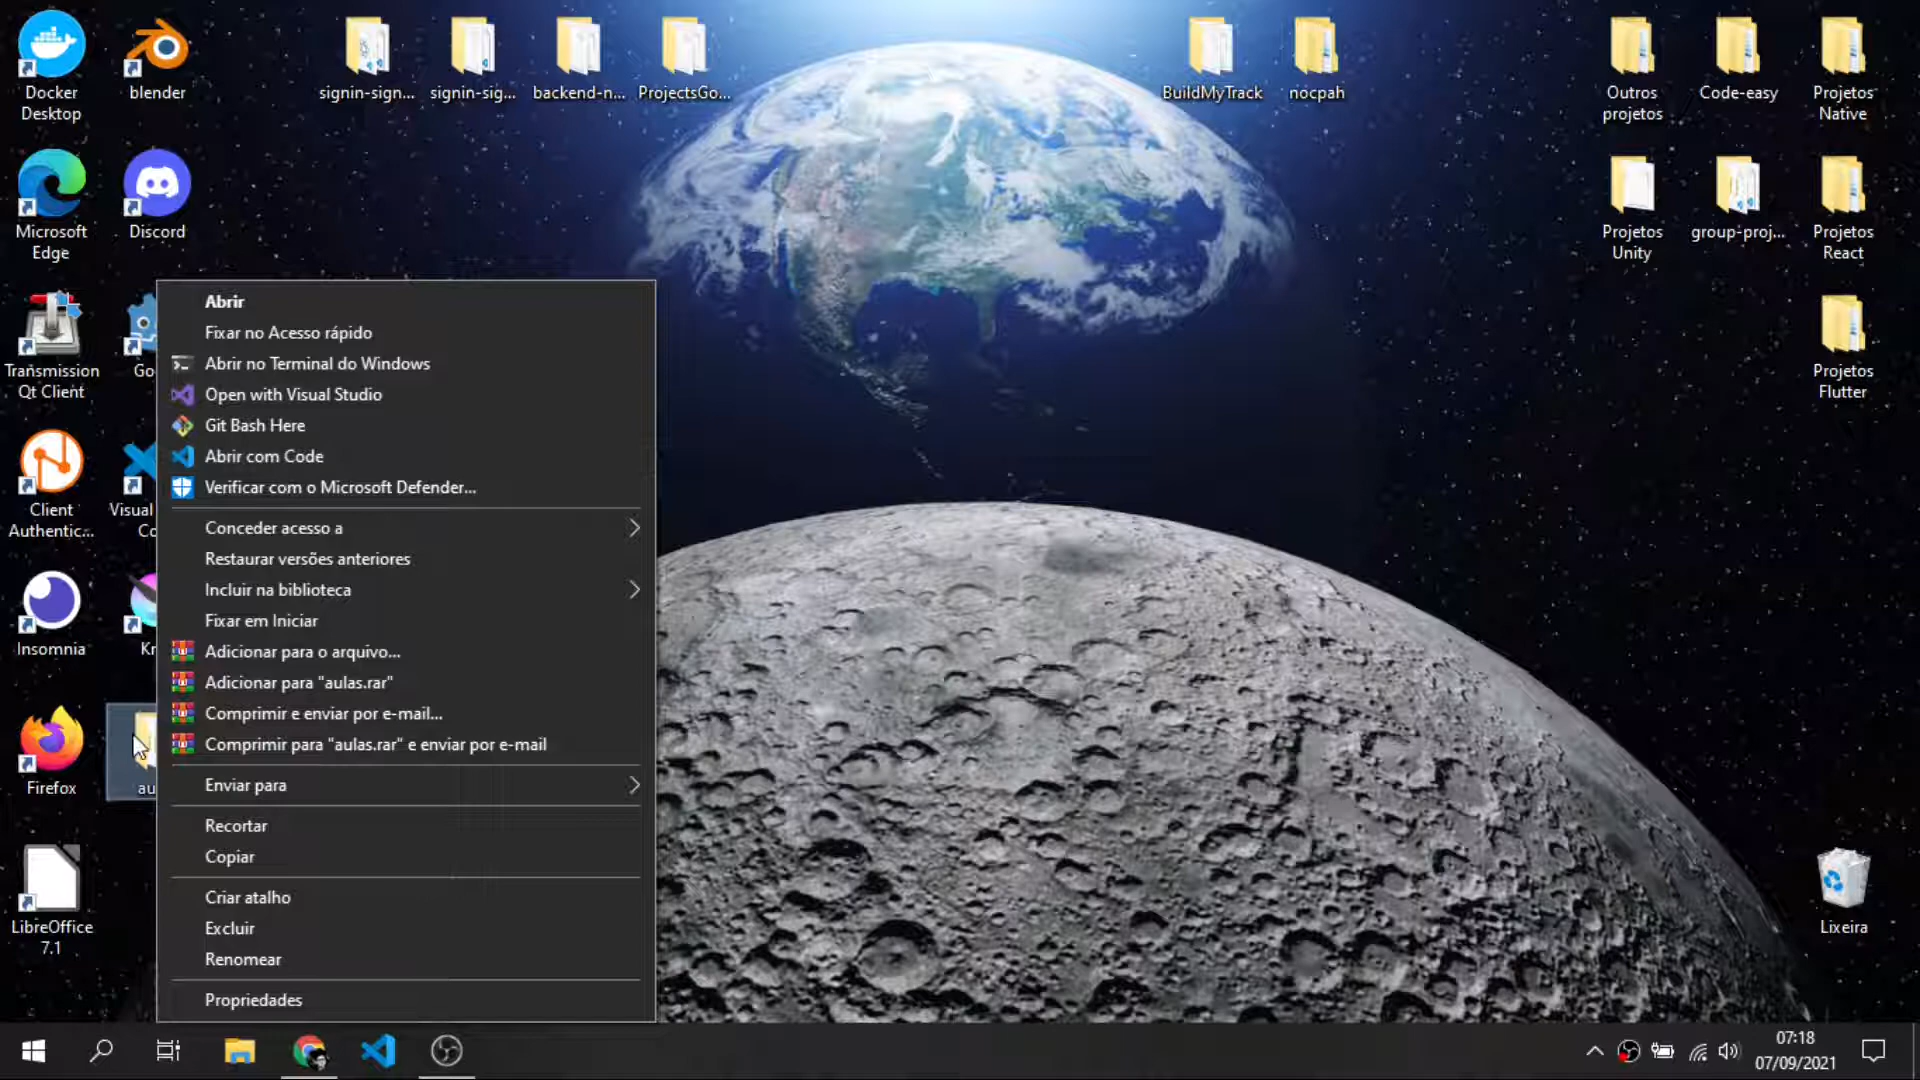 Docker
Desktop
blender
signin-sign...
signin-sig...
backend-n...
ProjectsGo...
BuildMyTrack
nocpah
Outros
projetos
Code-easy
Projetos
Native
Microsoft
Edge
Discord
Projetos
Unity
group-proj...
Projetos
React
Transmission
Qt Client
Go
Projetos
Flutter
Client
Authentic...
Visual
Co
Insomnia
Kr
Firefox
au
LibreOffice
7.1
Lixeira
Abrir
Fixar no Acesso rápido
Abrir no Terminal do Windows
Open with Visual Studio
Git Bash Here
Abrir com Code
Verificar com o Microsoft Defender...
Conceder acesso a
Restaurar versões anteriores
Incluir na biblioteca
Fixar em Iniciar
Adicionar para o arquivo...
Adicionar para "aulas.rar"
Comprimir e enviar por e-mail...
Comprimir para "aulas.rar" e enviar por e-mail
Enviar para
Recortar
Copiar
Criar atalho
Excluir
Renomear
Propriedades
07:18
07/09/2021